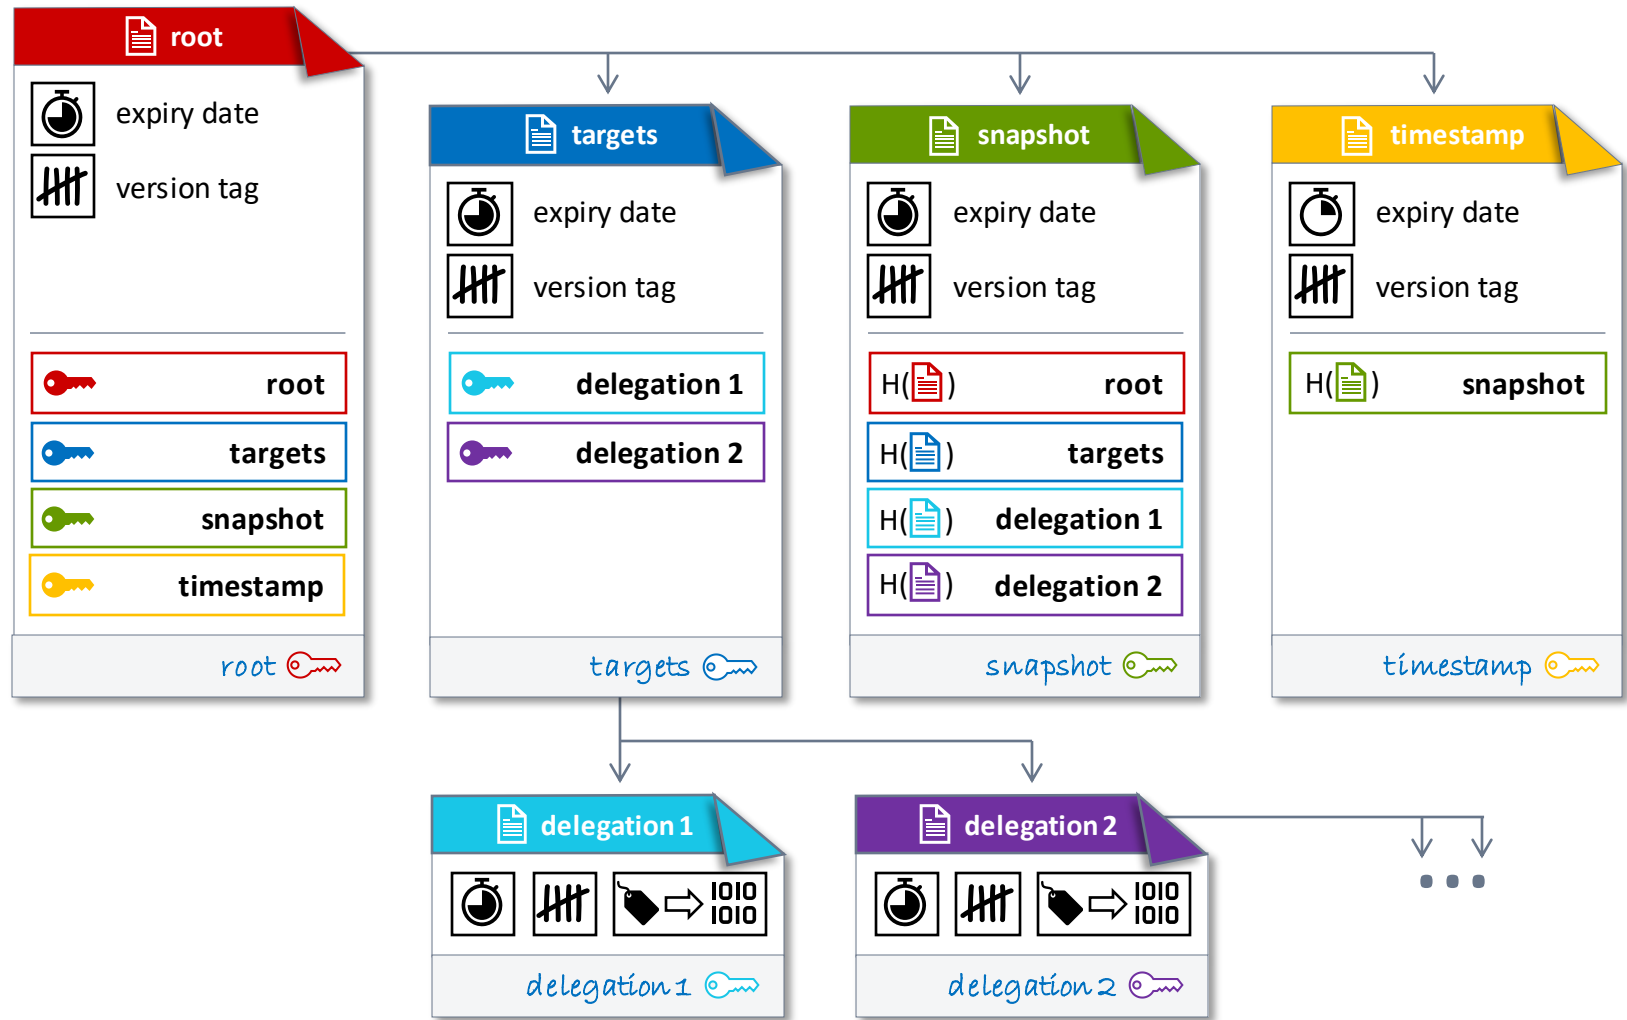 root
expiry date
version tag
root
targets
snapshot
timestamp
root
targets
expiry date
version tag
delegation 1
delegation 2
targets
snapshot
expiry date
version tag
H( ) root
H( ) targets
H( ) delegation 1
H( ) delegation 2
snapshot
timestamp
expiry date
version tag
H( ) snapshot
timestamp
delegation 1
1010
1010
delegation 1
delegation 2
1010
1010
delegation 2